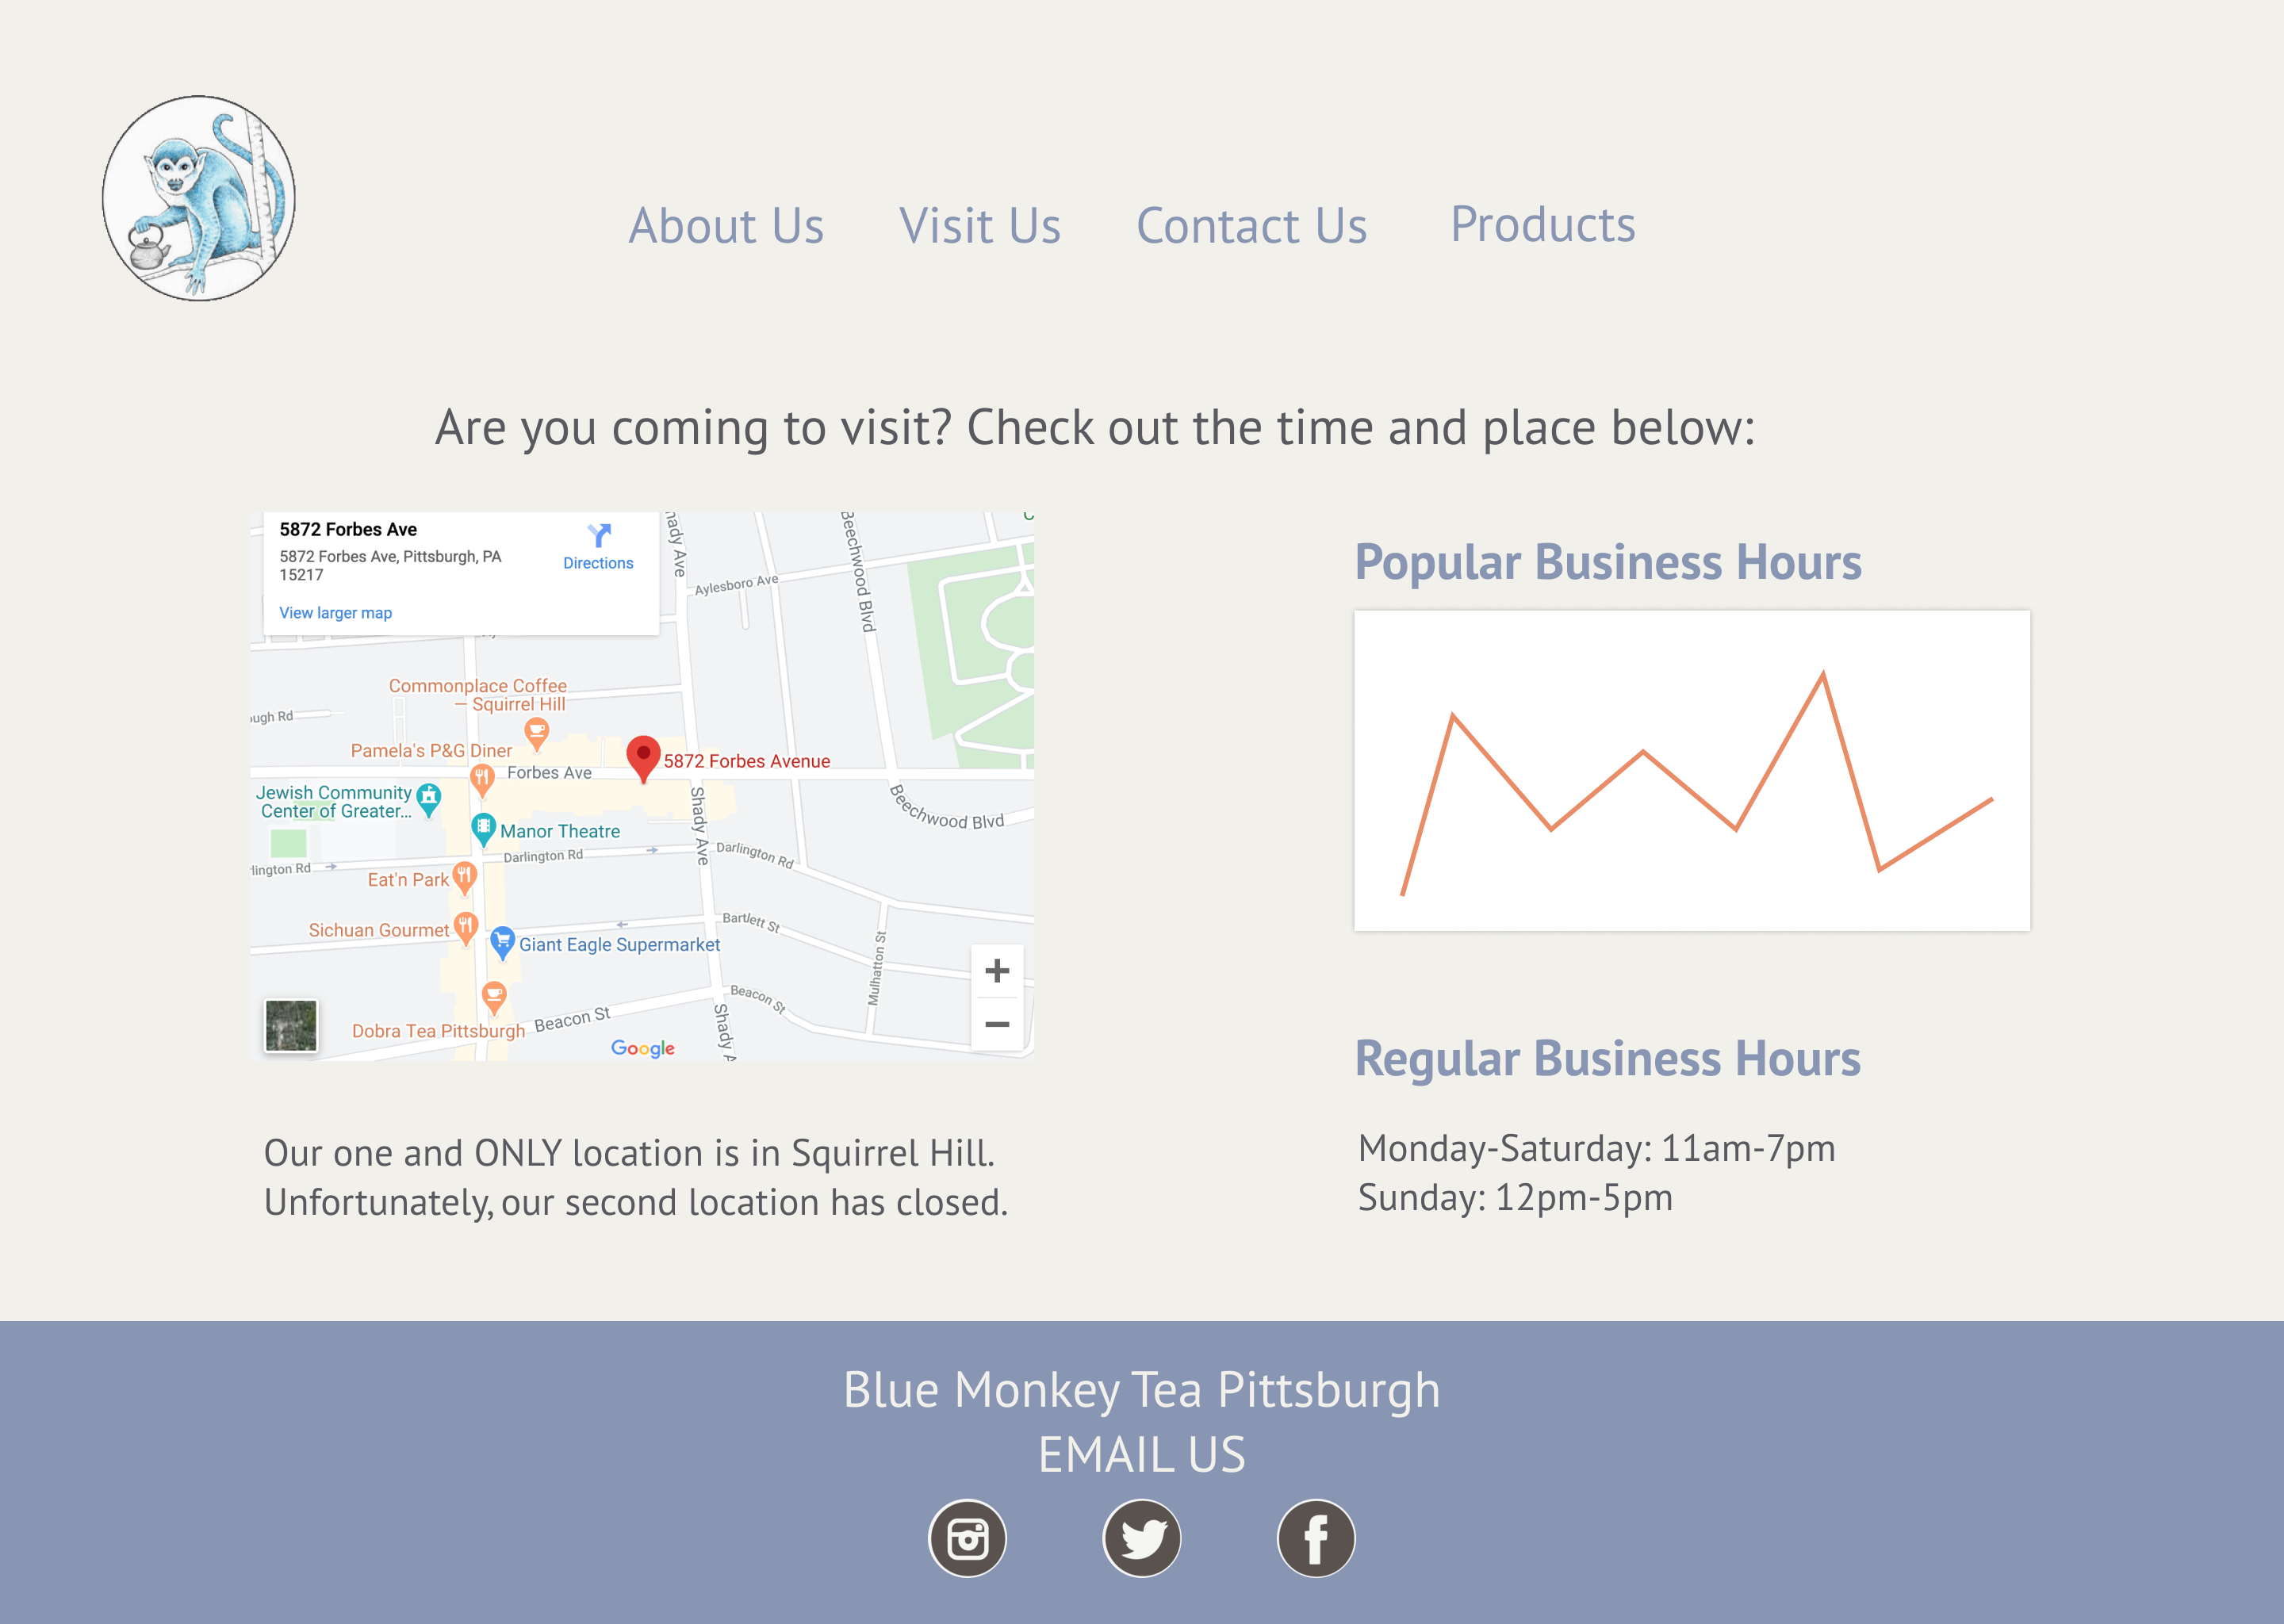 About Us Visit Us Contact Us Products
Are you coming to visit? Check out the time and place below:
5872 Forbes Ave
5872 Forbes Ave, Pittsburgh, PA
15217
Directions
View larger map
Aylesboro Ave
Beechwood Blvd
Commonplace Coffee
— Squirrel Hill
Pamela's P&G Diner
Forbes Ave
5872 Forbes Avenue
Jewish Community
Center of Greater...
Manor Theatre
Shady Ave
Beechwood Blvd
Darlington Rd
Darlington Rd
Eat'n Park
Sichuan Gourmet
Bartlett St
Giant Eagle Supermarket
Mulhatton St
Beacon St
Dobra Tea Pittsburgh
Beacon St
Google
Popular Business Hours
Regular Business Hours
Monday-Saturday: 11am-7pm
Sunday: 12pm-5pm
Our one and ONLY location is in Squirrel Hill.
Unfortunately, our second location has closed.
Blue Monkey Tea Pittsburgh
EMAIL US